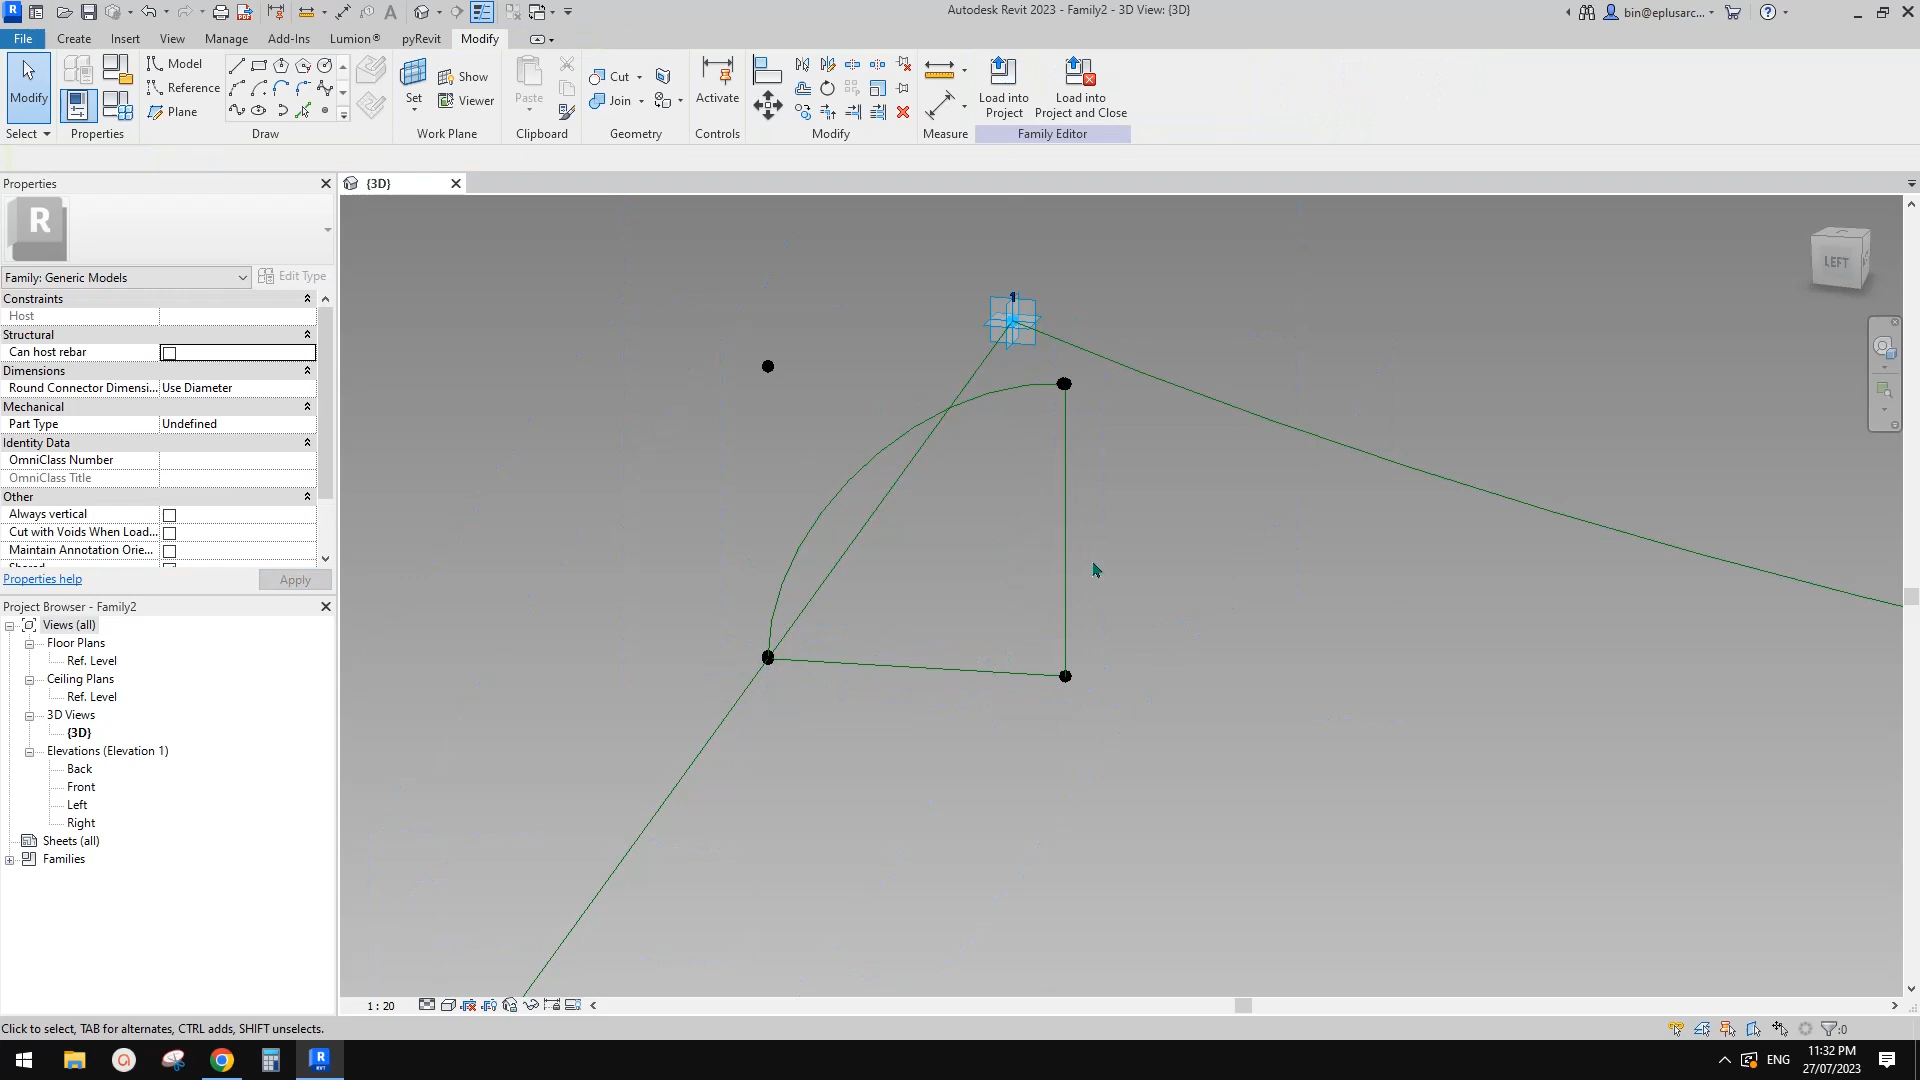 Autodesk Revit 2023 - Family2 - 3D View: {3D}
bin@eplusarc...
File
Create
Insert
View
Manage
Add-Ins
Lumion®
pyRevit
Modify
Modify
Select
Properties
Model
Reference
Plane
Draw
Set
Show
Viewer
Work Plane
Paste
Clipboard
Cut
Join
Geometry
Activate
Controls
Modify
Measure
Load into
Project
Load into
Project and Close
Family Editor
Properties
R
Family: Generic Models
Edit Type
Constraints
Host
Structural
Can host rebar
Dimensions
Round Connector Dimensi... Use Diameter
Mechanical
Part Type Undefined
Identity Data
OmniClass Number
OmniClass Title
Other
Always vertical
Cut with Voids When Load...
Maintain Annotation Orie...
Properties help
Apply
Project Browser - Family2
Views (all)
Floor Plans
Ref. Level
Ceiling Plans
Ref. Level
3D Views
{3D}
Elevations (Elevation 1)
Back
Front
Left
Right
Sheets (all)
Families
{3D}
1
LEFT
1 : 20
Click to select, TAB for alternates, CTRL adds, SHIFT unselects.
:0
ENG
11:32 PM
27/07/2023